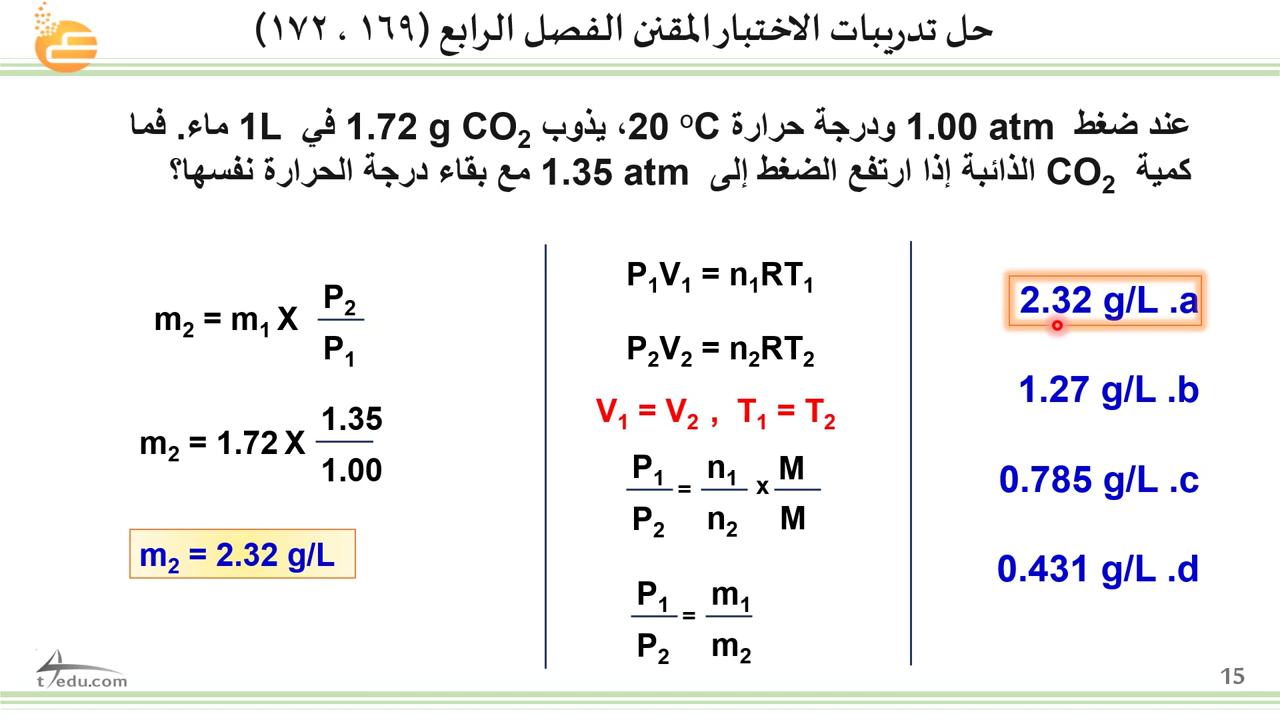 حل تدريبات الاختبار المقنن الفصل الرابع (١٦٩ ، ١٧٢)
عند ضغط 1.00 atm ودرجة حرارة 20 ºC، يذوب 1.72 g CO₂ في 1L ماء. فما
كمية CO₂ الذائبة إذا ارتفع الضغط إلى 1.35 atm مع بقاء درجة الحرارة نفسها؟
2.32 g/L .a
1.27 g/L .b
0.785 g/L .c
0.431 g/L .d
P₁V₁ = n₁RT₁
P₂V₂ = n₂RT₂
V₁ = V₂ , T₁ = T₂
P₁/P₂ = n₁/n₂ x M/M
P₁/P₂ = m₁/m₂
m₂ = m₁ X P₂/P₁
m₂ = 1.72 X 1.35/1.00
m₂ = 2.32 g/L
t4edu.com
15